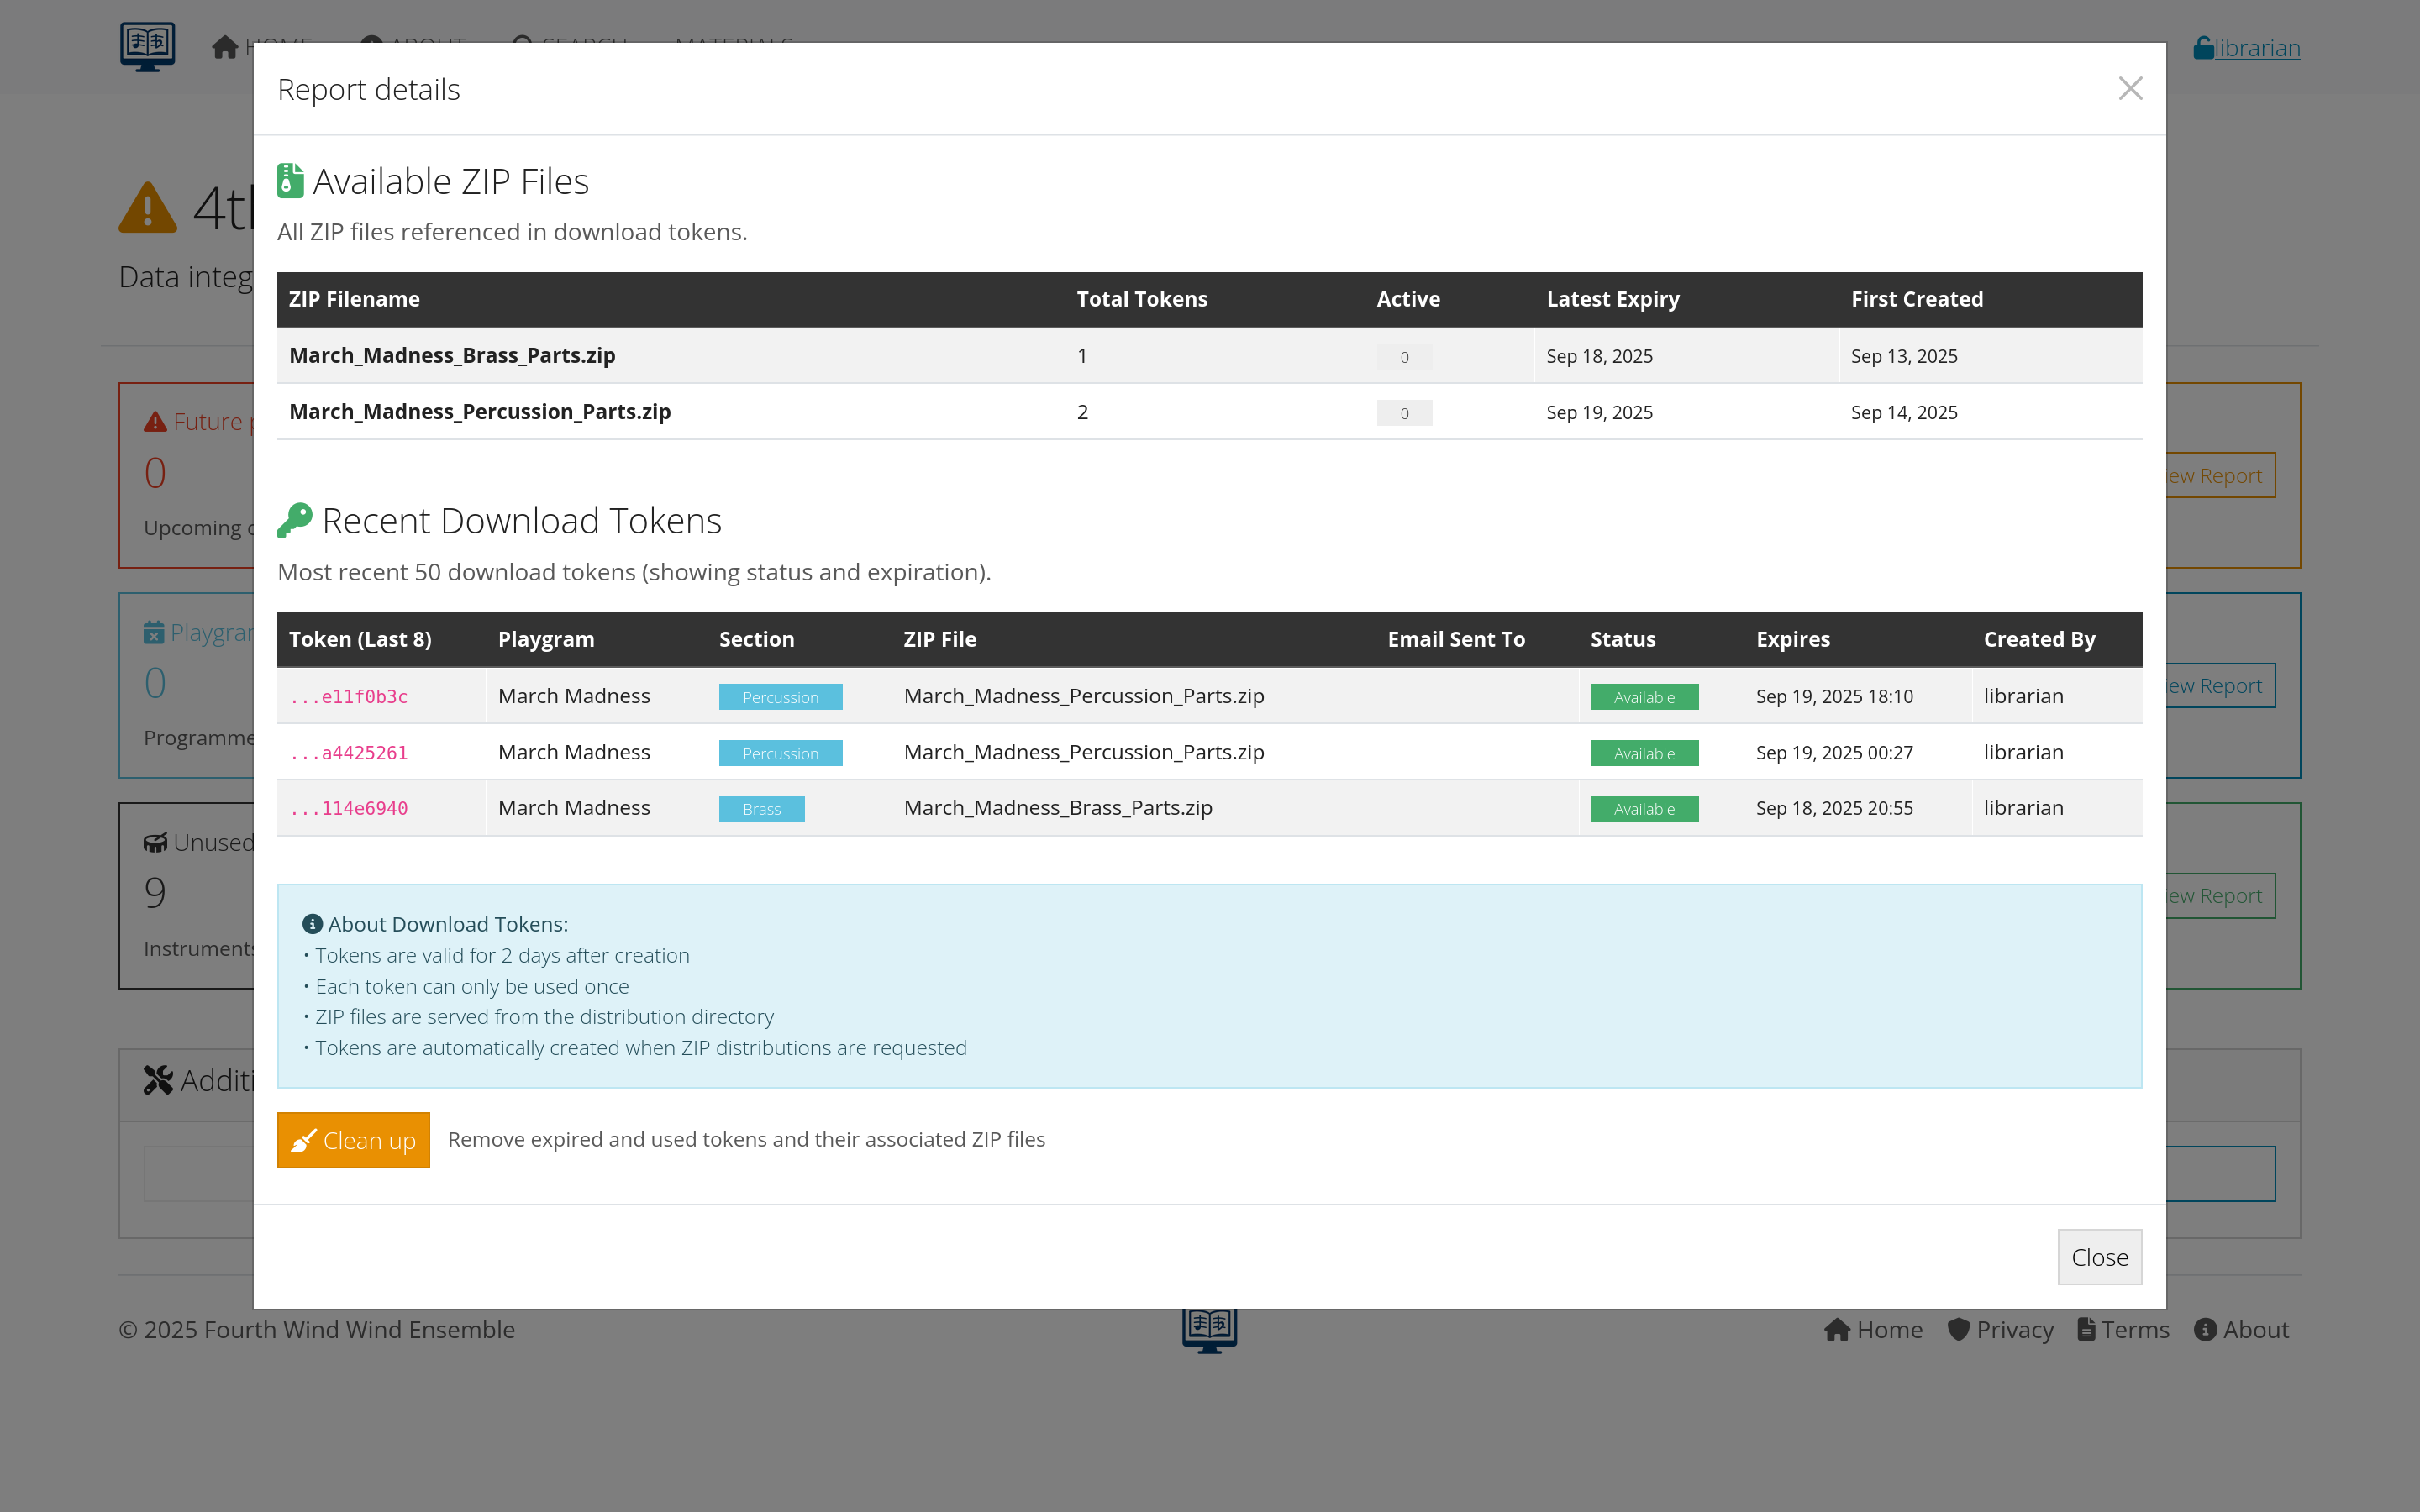 HOME ABOUT SEARCH MATERIALS librarian
Report details
4t
Data integ
Available ZIP Files
All ZIP files referenced in download tokens.
ZIP Filename Total Tokens Active Latest Expiry First Created
March_Madness_Brass_Parts.zip 1 0 Sep 18, 2025 Sep 13, 2025
March_Madness_Percussion_Parts.zip 2 0 Sep 19, 2025 Sep 14, 2025
Future
0
Upcoming
ew Report
Recent Download Tokens
Most recent 50 download tokens (showing status and expiration).
Token (Last 8) Playgram Section ZIP File Email Sent To Status Expires Created By
...e11f0b3c March Madness Percussion March_Madness_Percussion_Parts.zip Available Sep 19, 2025 18:10 librarian
...a4425261 March Madness Percussion March_Madness_Percussion_Parts.zip Available Sep 19, 2025 00:27 librarian
...114e6940 March Madness Brass March_Madness_Brass_Parts.zip Available Sep 18, 2025 20:55 librarian
Playgra
0
Programme
ew Report
Unused
9
Instruments
ew Report
About Download Tokens:
• Tokens are valid for 2 days after creation
• Each token can only be used once
• ZIP files are served from the distribution directory
• Tokens are automatically created when ZIP distributions are requested
Additi
Clean up Remove expired and used tokens and their associated ZIP files
Close
© 2025 Fourth Wind Wind Ensemble Home Privacy Terms About